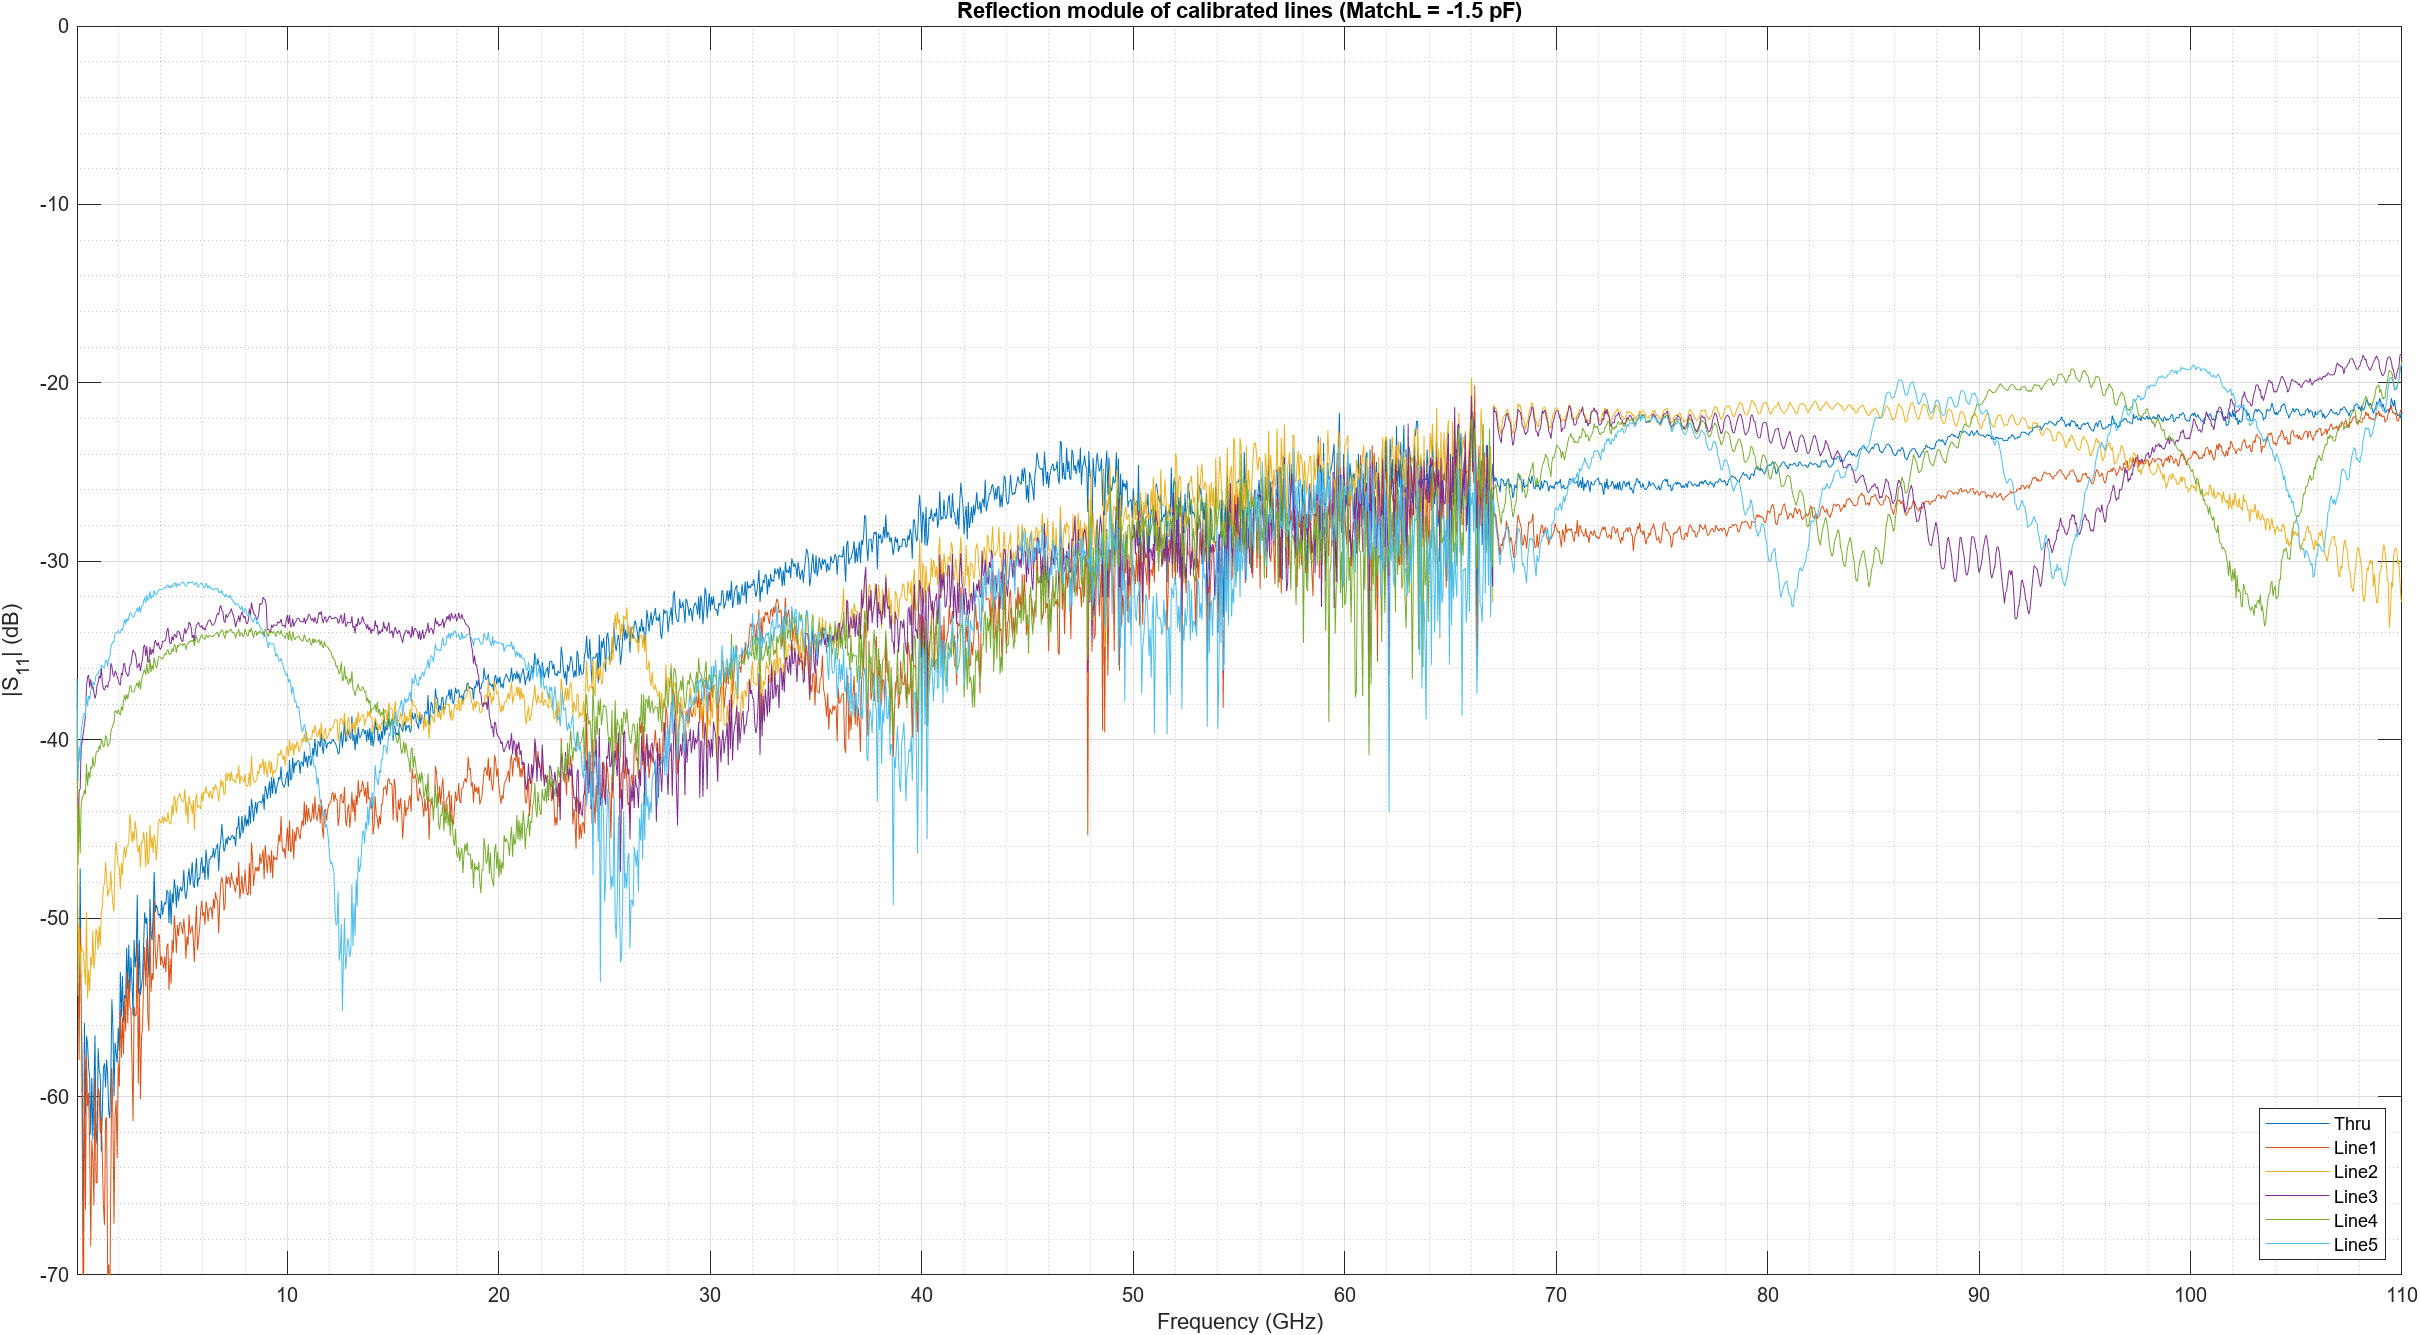 Reflection module of calibrated lines (MatchL = -1.5 pF)
0
-10
-20
-30
-40
-50
-60
-70
|S11| (dB)
10 20 30 40 50 60 70 80 90 100 110
Frequency (GHz)
Thru
Line1
Line2
Line3
Line4
Line5